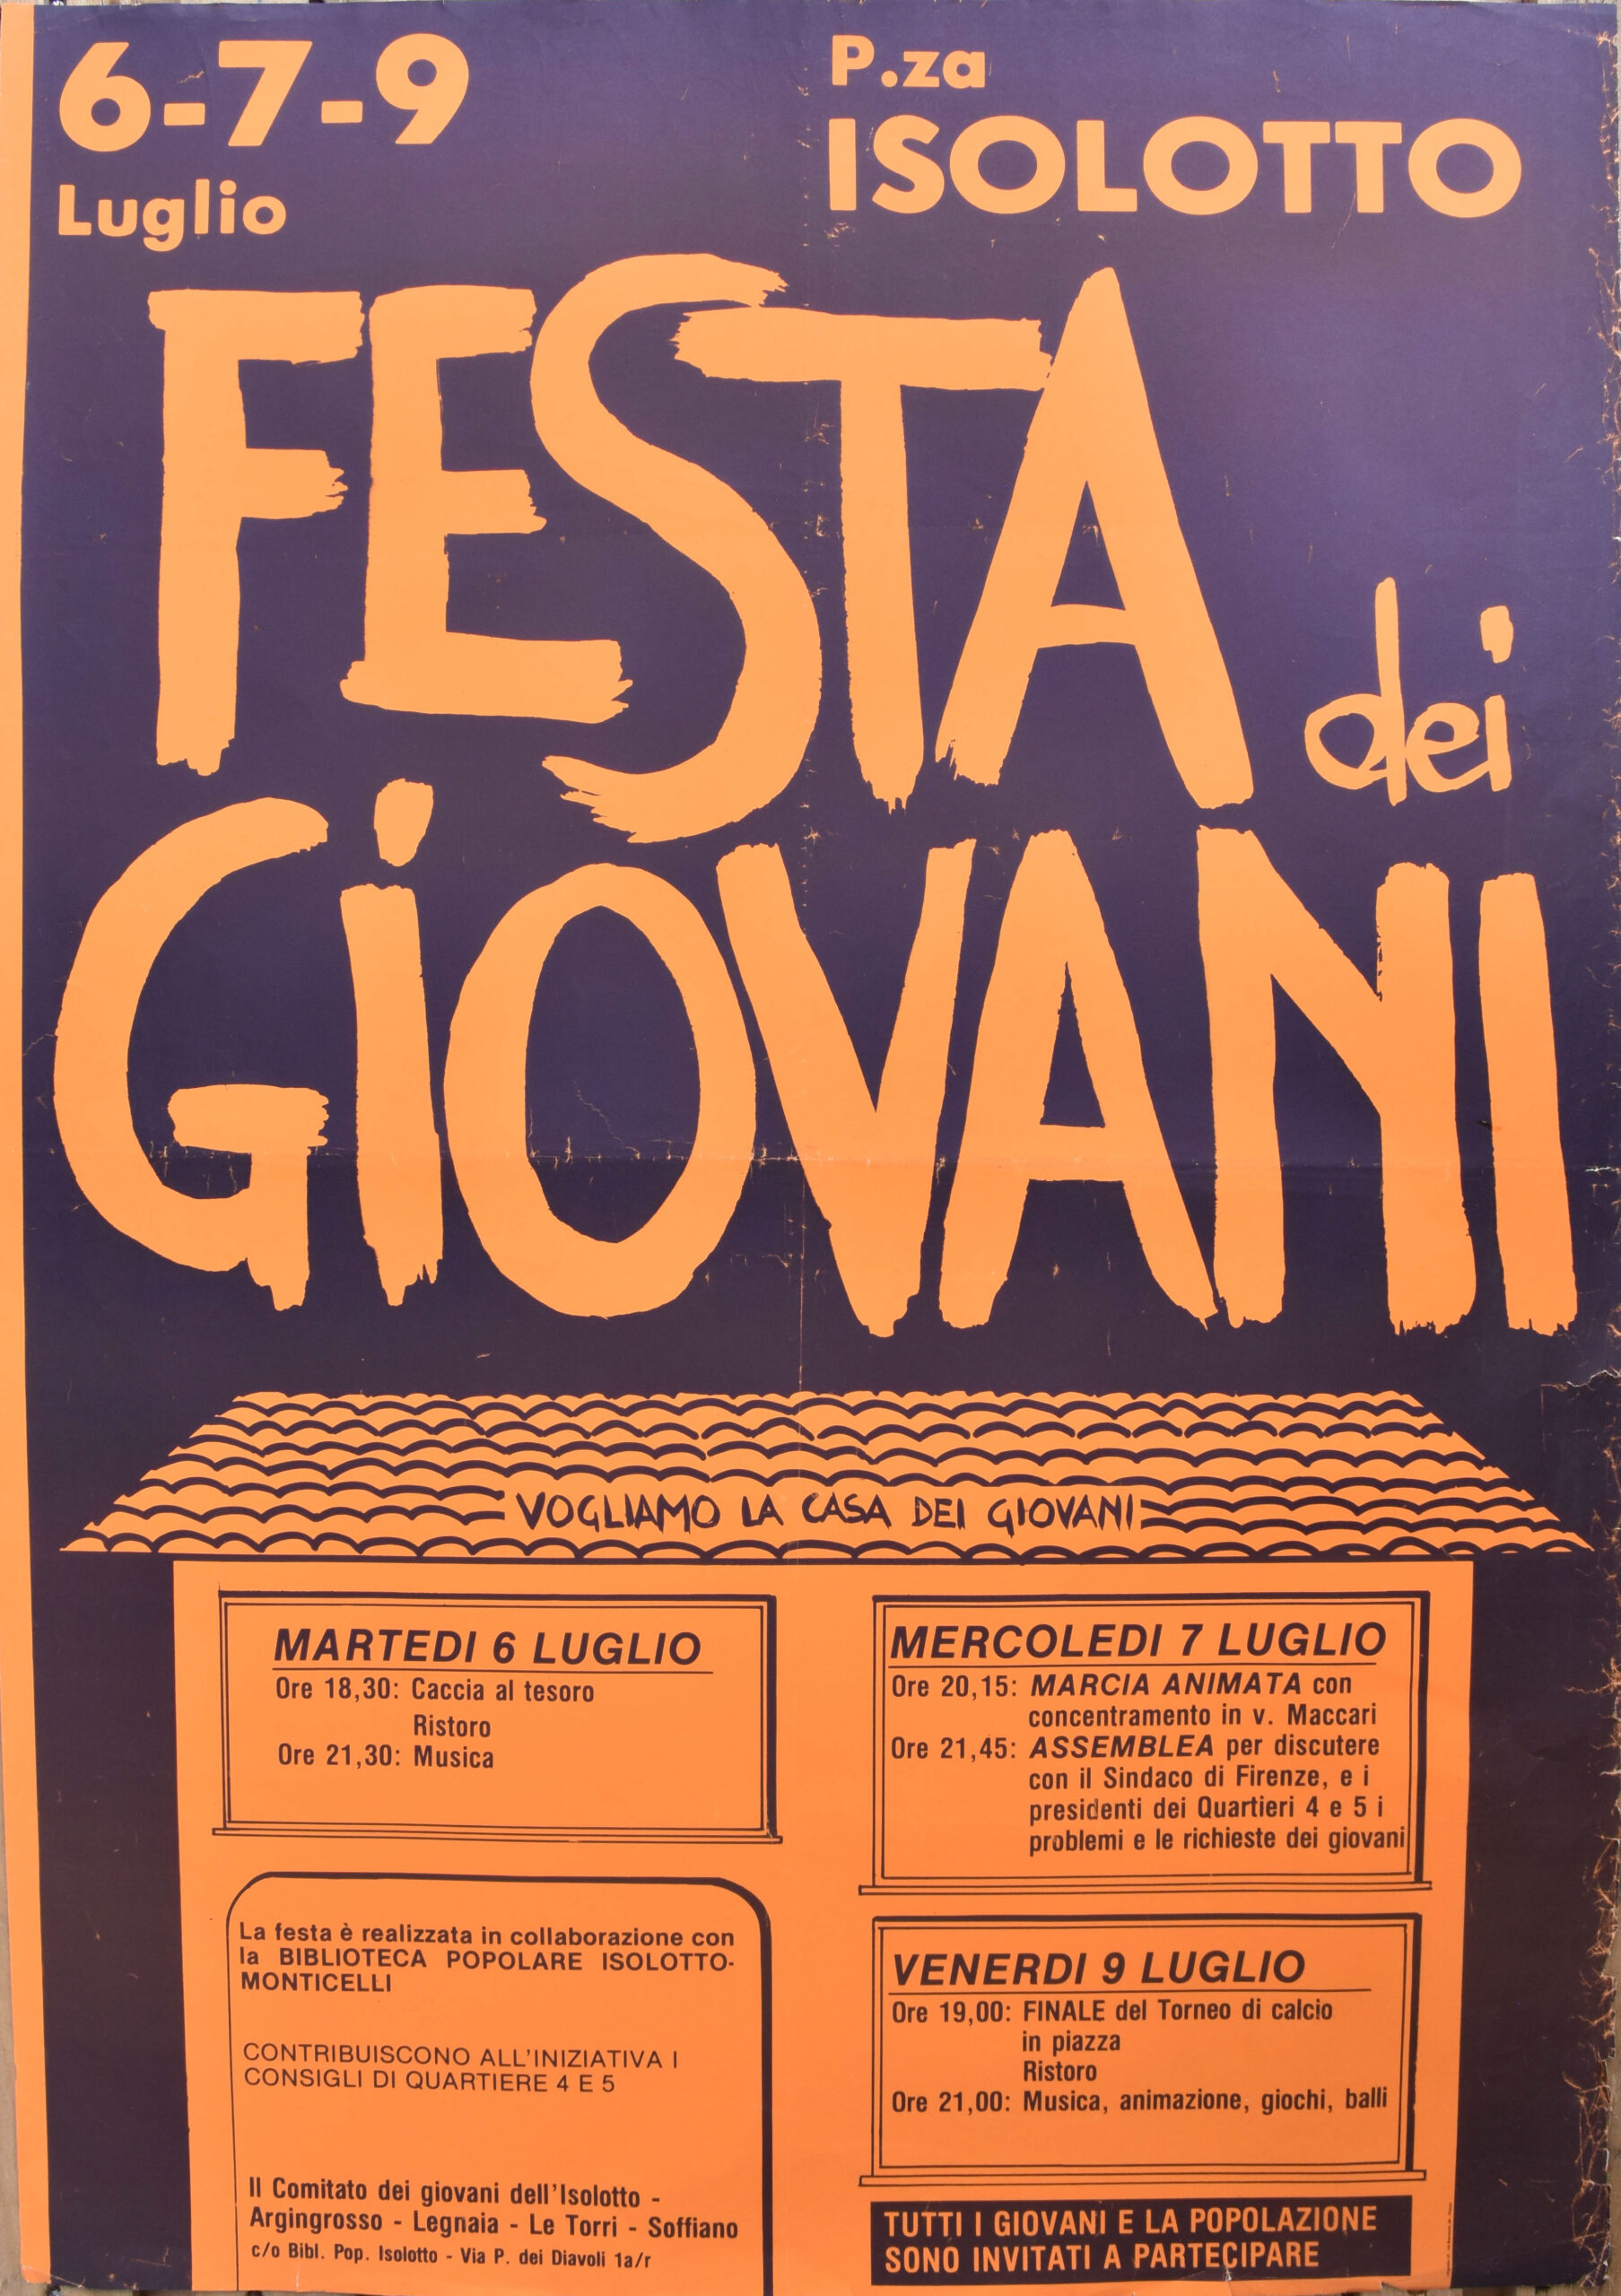 6-7-9
Luglio
P.za
ISOLOTTO
FESTA
dei
GiOVANI
VOGLIAMO LA CASA DEI GIOVANI
MARTEDI 6 LUGLIO
Ore 18,30: Caccia al tesoro
Ristoro
Ore 21,30: Musica
MERCOLEDI 7 LUGLIO
Ore 20,15: MARCIA ANIMATA con
concentramento in v. Maccari
Ore 21,45: ASSEMBLEA per discutere
con il Sindaco di Firenze, e i
presidenti dei Quartieri 4 e 5 i
problemi e le richieste dei giovani
La festa è realizzata in collaborazione con
la BIBLIOTECA POPOLARE ISOLOTTO-
MONTICELLI
CONTRIBUISCONO ALL'INIZIATIVA I
CONSIGLI DI QUARTIERE 4 E 5
Il Comitato dei giovani dell'Isolotto -
Argingrosso - Legnaia - Le Torri - Soffiano
c/o Bibl. Pop. Isolotto - Via P. dei Diavoli 1a/r
VENERDI 9 LUGLIO
Ore 19,00: FINALE del Torneo di calcio
in piazza
Ristoro
Ore 21,00: Musica, animazione, giochi, balli
TUTTI I GIOVANI E LA POPOLAZIONE
SONO INVITATI A PARTECIPARE